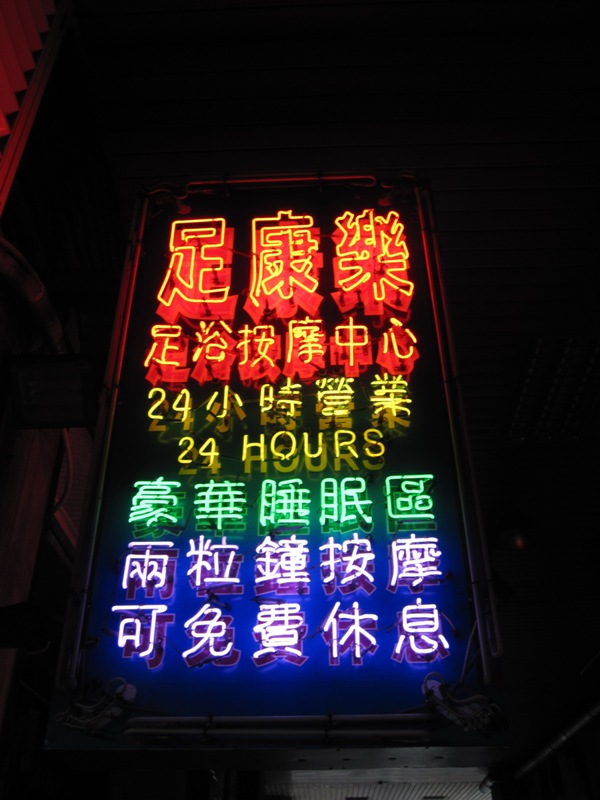 足康樂
足浴按摩中心
24小時營業
24 HOURS
豪華睡眠區
兩粒鐘按摩
可免費休息